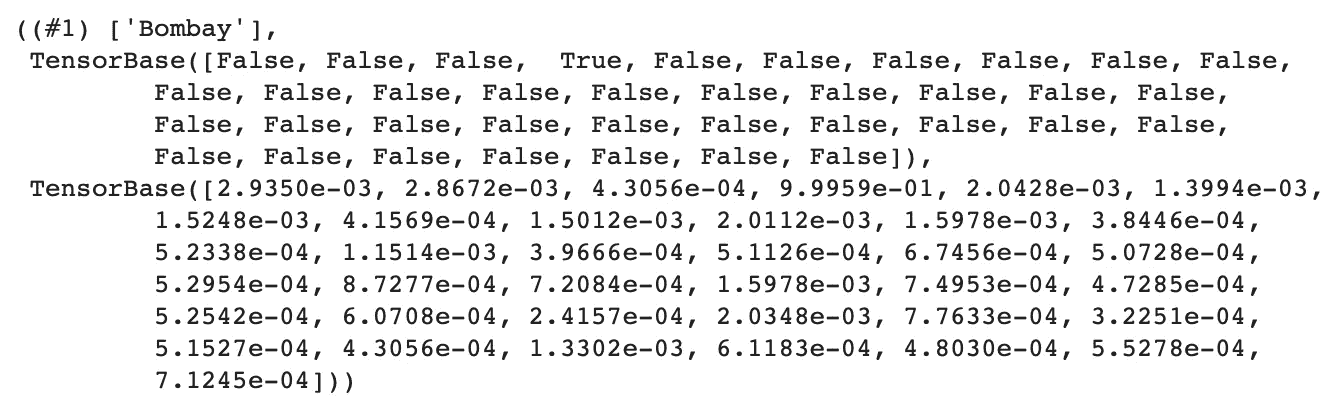 ((#1) ['Bombay'],
TensorBase([False, False, False,  True, False, False, False, False, False, False,
False, False, False, False, False, False, False, False, False, False,
False, False, False, False, False, False, False, False, False, False,
False, False, False, False, False, False, False]),
TensorBase([2.9350e-03, 2.8672e-03, 4.3056e-04, 9.9959e-01, 2.0428e-03, 1.3994e-03,
1.5248e-03, 4.1569e-04, 1.5012e-03, 2.0112e-03, 1.5978e-03, 3.8446e-04,
5.2338e-04, 1.1514e-03, 3.9666e-04, 5.1126e-04, 6.7456e-04, 5.0728e-04,
5.2954e-04, 8.7277e-04, 7.2084e-04, 1.5978e-03, 7.4953e-04, 4.7285e-04,
5.2542e-04, 6.0708e-04, 2.4157e-04, 2.0348e-03, 7.7633e-04, 3.2251e-04,
5.1527e-04, 4.3056e-04, 1.3302e-03, 6.1183e-04, 4.8030e-04, 5.5278e-04,
7.1245e-04]))